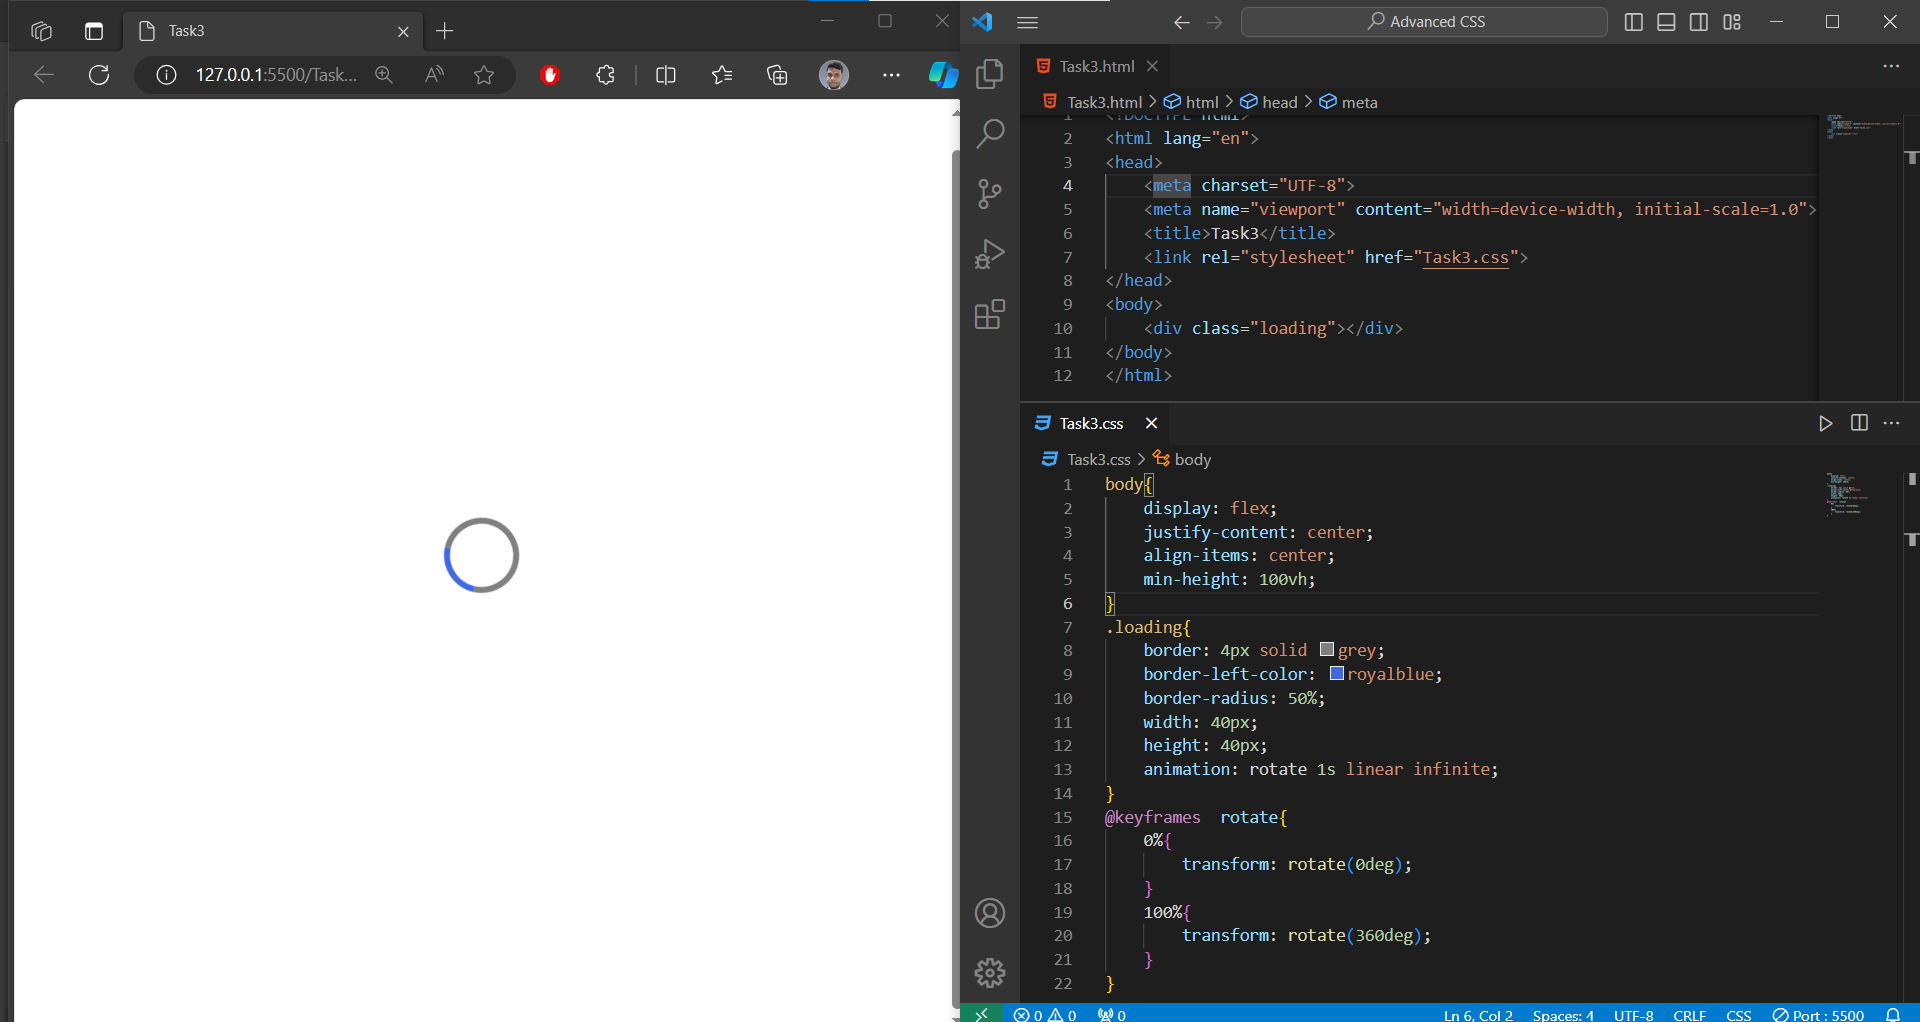 Task3
127.0.0.1:5500/Task...
Advanced CSS
Task3.html
Task3.html > html > head > meta
1 <!DOCTYPE html>
2 <html lang="en">
3 <head>
4 <meta charset="UTF-8">
5 <meta name="viewport" content="width=device-width, initial-scale=1.0">
6 <title>Task3</title>
7 <link rel="stylesheet" href="Task3.css">
8 </head>
9 <body>
10 <div class="loading"></div>
11 </body>
12 </html>
Task3.css
Task3.css > body
1 body{
2 display: flex;
3 justify-content: center;
4 align-items: center;
5 min-height: 100vh;
6 }
7 .loading{
8 border: 4px solid grey;
9 border-left-color: royalblue;
10 border-radius: 50%;
11 width: 40px;
12 height: 40px;
13 animation: rotate 1s linear infinite;
14 }
15 @keyframes  rotate{
16 0%{
17 transform: rotate(0deg);
18 }
19 100%{
20 transform: rotate(360deg);
21 }
22 }
0 0 0 Ln 6, Col 2 Spaces: 4 UTF-8 CRLF CSS Port : 5500